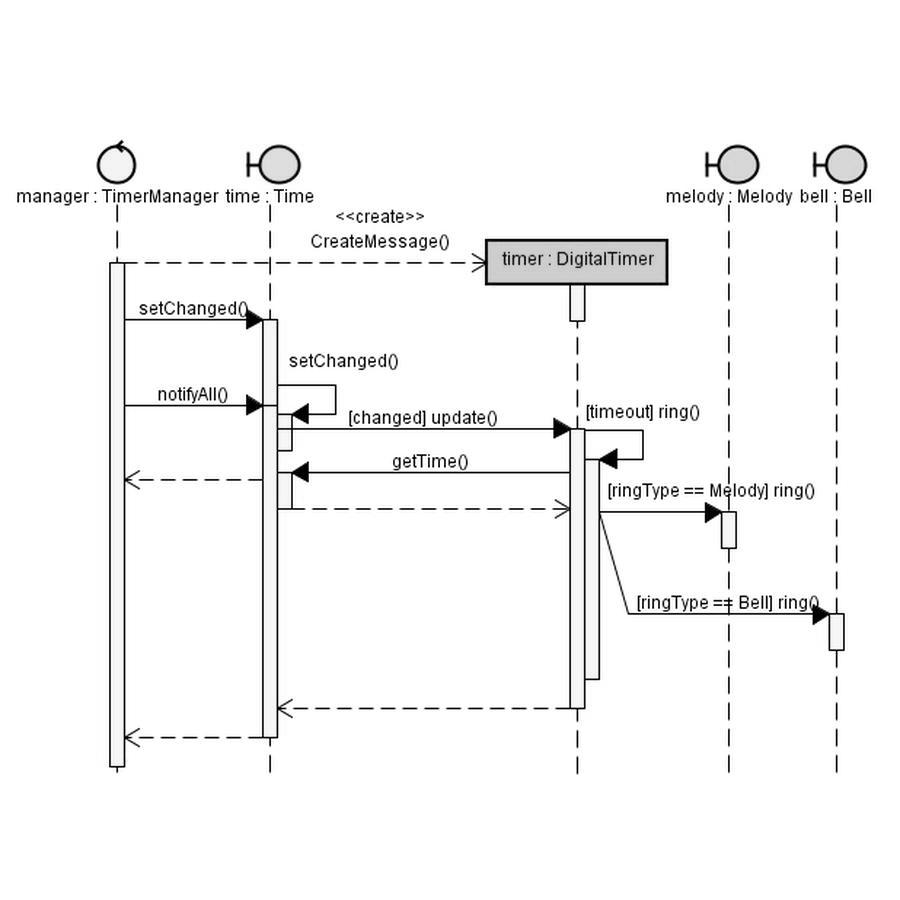 manager : TimerManager
time : Time
melody : Melody
bell : Bell
<<create>>
CreateMessage()
timer : DigitalTimer
setChanged()
setChanged()
notifyAll()
[changed] update()
[timeout] ring()
getTime()
[ringType == Melody] ring()
[ringType == Bell] ring()